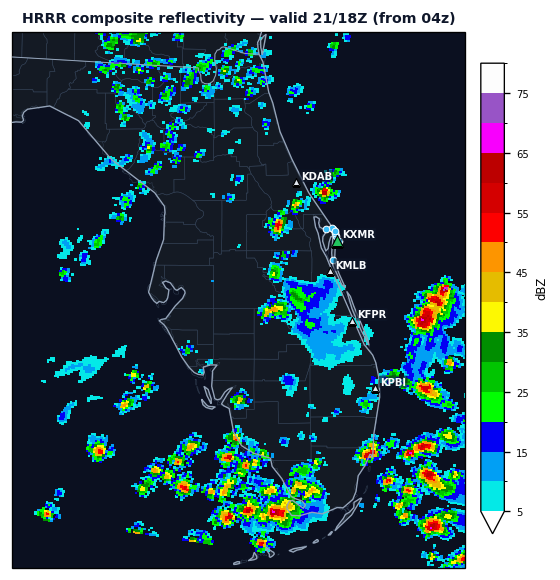 HRRR composite reflectivity — valid 21/18Z (from 04z)
KDAB
KXMR
KMLB
KFPR
KPBI
75
65
55
45
35
25
15
5
dBZ